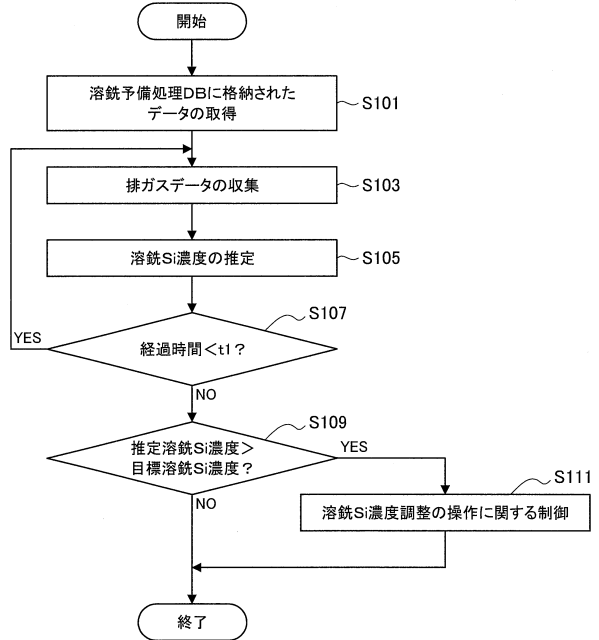 開始
溶銑予備処理DBに格納された
データの取得
S101
排ガスデータの収集
S103
溶銑Si濃度の推定
S105
S107
経過時間<t1?
YES
NO
S109
推定溶銑Si濃度>
目標溶銑Si濃度?
YES
NO
S111
溶銑Si濃度調整の操作に関する制御
終了